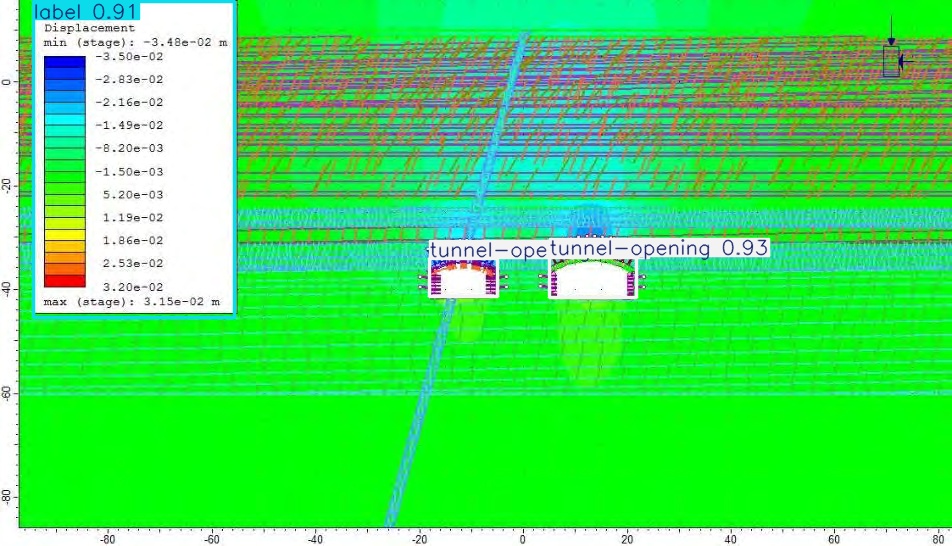 label 0.91
Displacement
min (stage): -3.48e-02 m
-3.50e-02
-2.83e-02
-2.16e-02
-1.49e-02
-8.20e-03
-1.50e-03
5.20e-03
1.19e-02
1.86e-02
2.53e-02
3.20e-02
max (stage): 3.15e-02 m
0
-20
tunnel-ope
tunnel-opening 0.93
-40
-60
-80
-80
-60
-40
-20
0
20
40
60
80